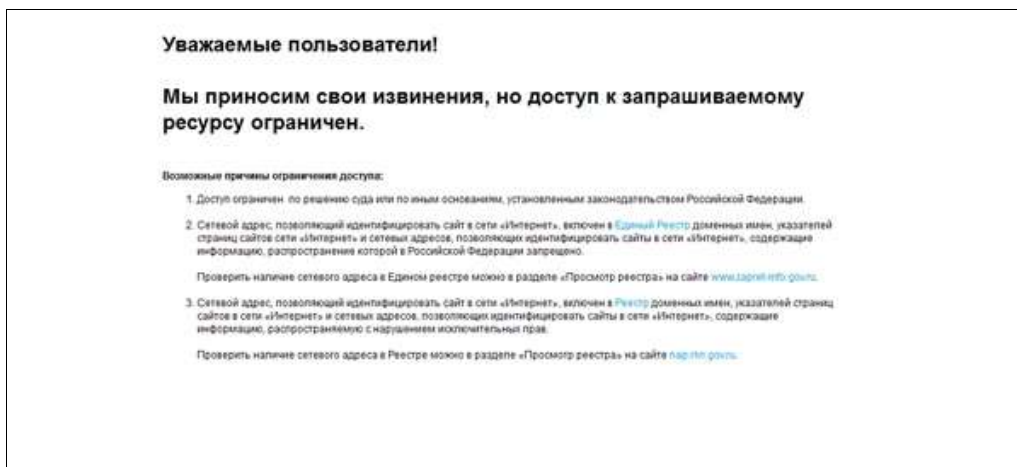 Уважаемые пользователи!
Мы приносим свои извинения, но доступ к запрашиваемому
ресурсу ограничен.
Возможные причины ограничения доступа:
1. Доступ ограничен по решению суда или по иным основаниям, установленным законодательством Российской Федерации.
2. Сетевой адрес, позволяющий идентифицировать сайт в сети «Интернет», включен в Единый Реестр доменных имен, указателей
страниц сайтов сети «Интернет» и сетевых адресов, позволяющих идентифицировать сайты в сети «Интернет», содержащие
информацию, распространение которой в Российской Федерации запрещено.
Проверить наличие сетевого адреса в Едином реестре можно в разделе «Просмотр реестра» на сайте www.zapret-info.gov.ru.
3. Сетевой адрес, позволяющий идентифицировать сайт в сети «Интернет», включен в Реестр доменных имен, указателей страниц
сайтов в сети «Интернет» и сетевых адресов, позволяющих идентифицировать сайты в сети «Интернет», содержащие
информацию, распространяемую с нарушением исключительных прав.
Проверить наличие сетевого адреса в Реестре можно в разделе «Просмотр реестра» на сайте nap.rkn.gov.ru.